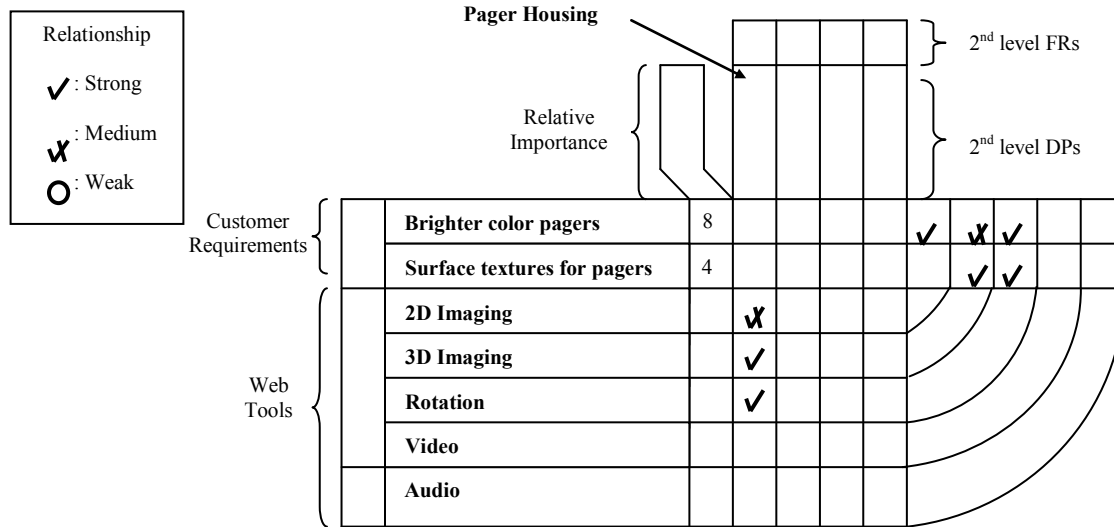 Pager Housing
Relationship
: Strong
: Medium
: Weak
2nd level FRs
Relative
Importance
2nd level DPs
Customer
Requirements
Brighter color pagers 8
Surface textures for pagers 4
Web
Tools
2D Imaging
3D Imaging
Rotation
Video
Audio